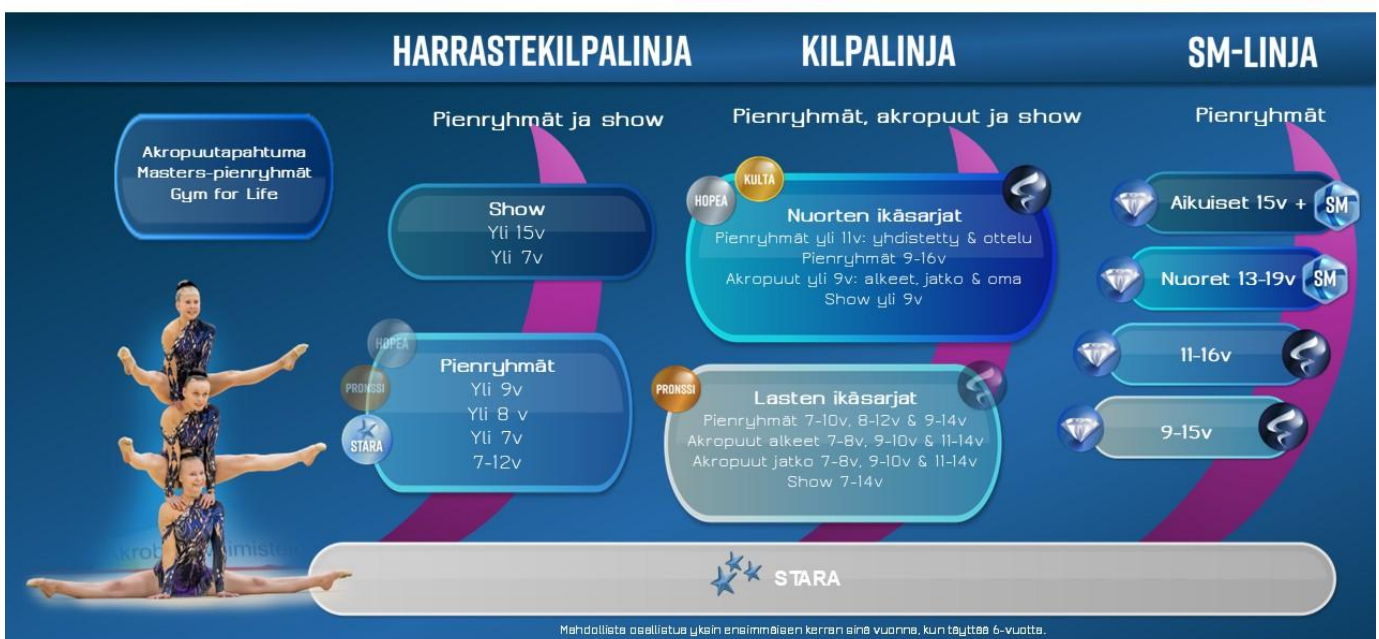 HARRASTEKILPALINJA
KILPALINJA
SM-LINJA
Akropuutapahtuma
Masters-pienryhmät
Gym for Life
Pienryhmät ja show
Show
Yli 15v
Yli 7v
HOPEA
PRONSSI
STARA
Pienryhmät
Yli 9v
Yli 8 v
Yli 7v
7-12v
Pienryhmät, akropuut ja show
HOPEA
KULTA
Nuorten ikäsarjat
Pienryhmät yli 11v: yhdistetty & ottelu
Pienryhmät 9-16v
Akropuut yli 9v: alkeet, jatko & oma
Show yli 9v
PRONSSI
Lasten ikäsarjat
Pienryhmät 7-10v, 8-12v & 9-14v
Akropuut alkeet 7-8v, 9-10v & 11-14v
Akropuut jatko 7-8v, 9-10v & 11-14v
Show 7-14v
Pienryhmät
Aikuiset 15v + SM
Nuoret 13-19v SM
11-16v
9-15v
STARA
Mahdollista osallistua yksin ensimmäisen kerran sinä vuonna, kun täyttää 6-vuotta.